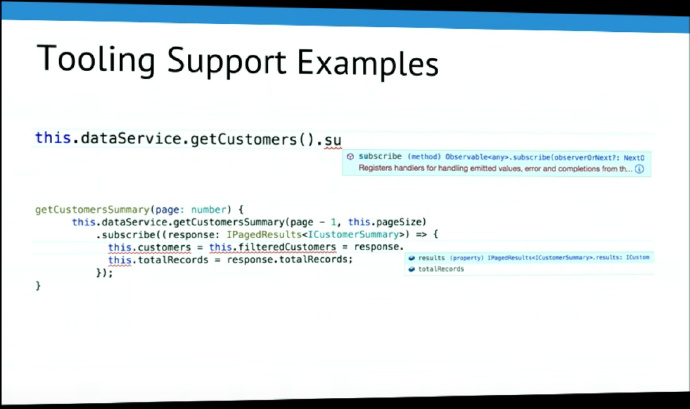 Tooling Support Examples
this.dataService.getCustomers().su
subscribe (method) Observable<any>.subscribe(observerOrNext?: NextO
Registers handlers for handling emitted values, error and completions from th...
getCustomersSummary(page: number) {
this.dataService.getCustomersSummary(page - 1, this.pageSize)
.subscribe((response: IPagedResults<ICustomerSummary>) => {
this.customers = this.filteredCustomers = response.
this.totalRecords = response.totalRecords;
results (property) IPagedResults<ICustomerSummary>.results: ICustom
totalRecords
});
}